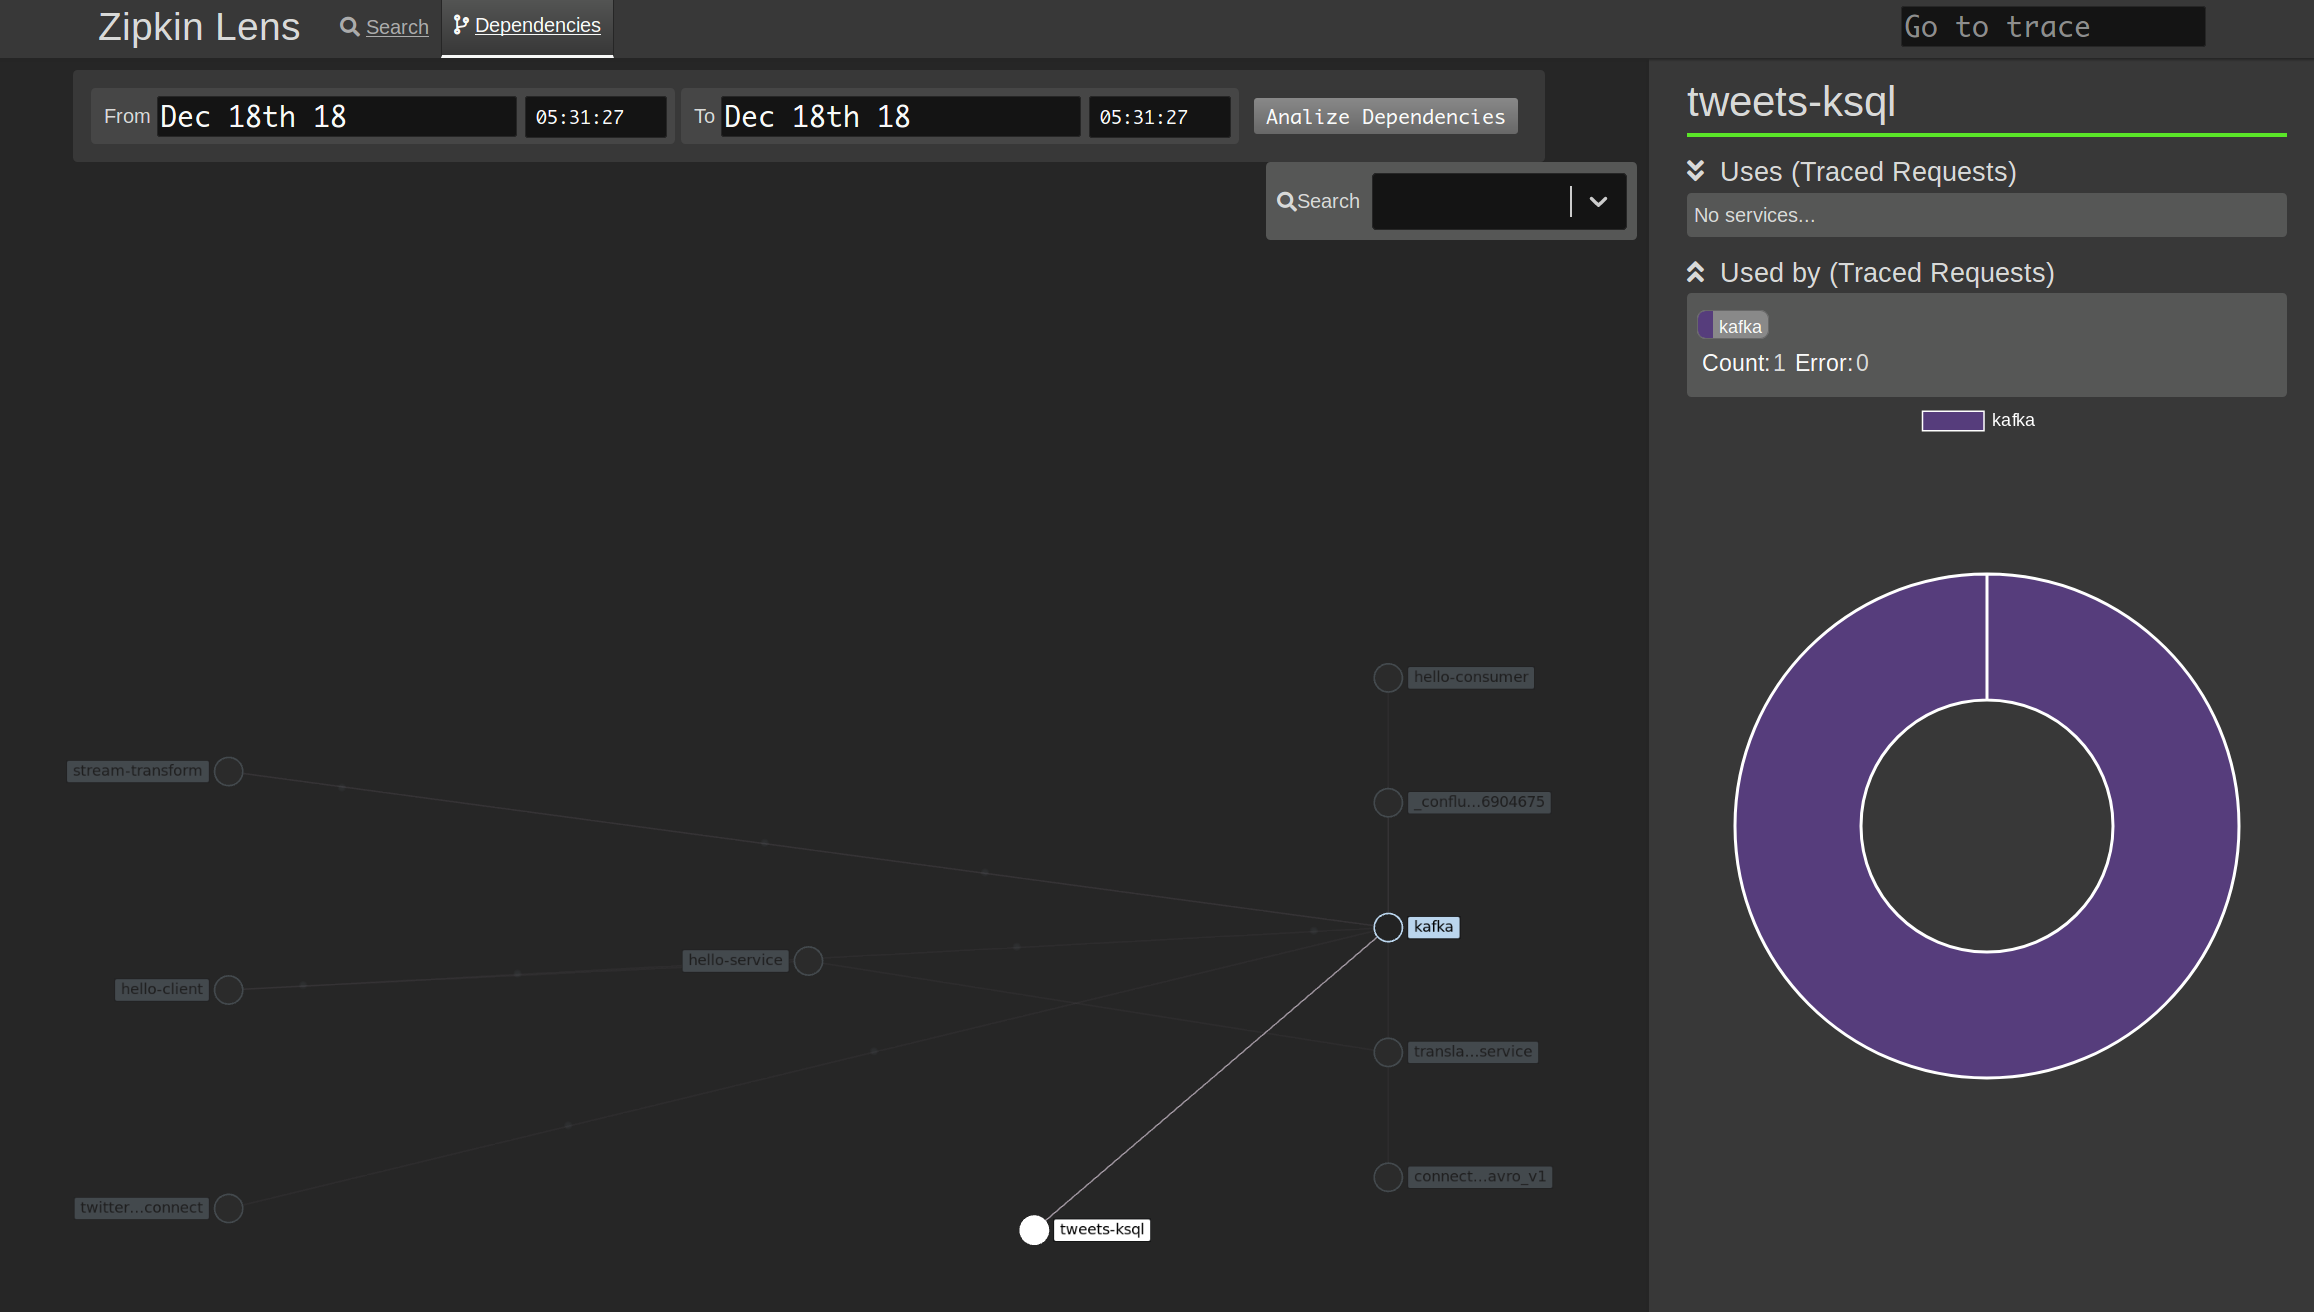 Zipkin Lens Search Dependencies Go to trace
From Dec 18th 18 05:31:27 To Dec 18th 18 05:31:27 Analize Dependencies
Search
tweets-ksql
Uses (Traced Requests)
No services...
Used by (Traced Requests)
kafka
Count: 1 Error: 0
kafka
hello-consumer
stream-transform
_conflu...6904675
kafka
hello-service
hello-client
transla...service
connect...avro_v1
twitter...connect
tweets-ksql